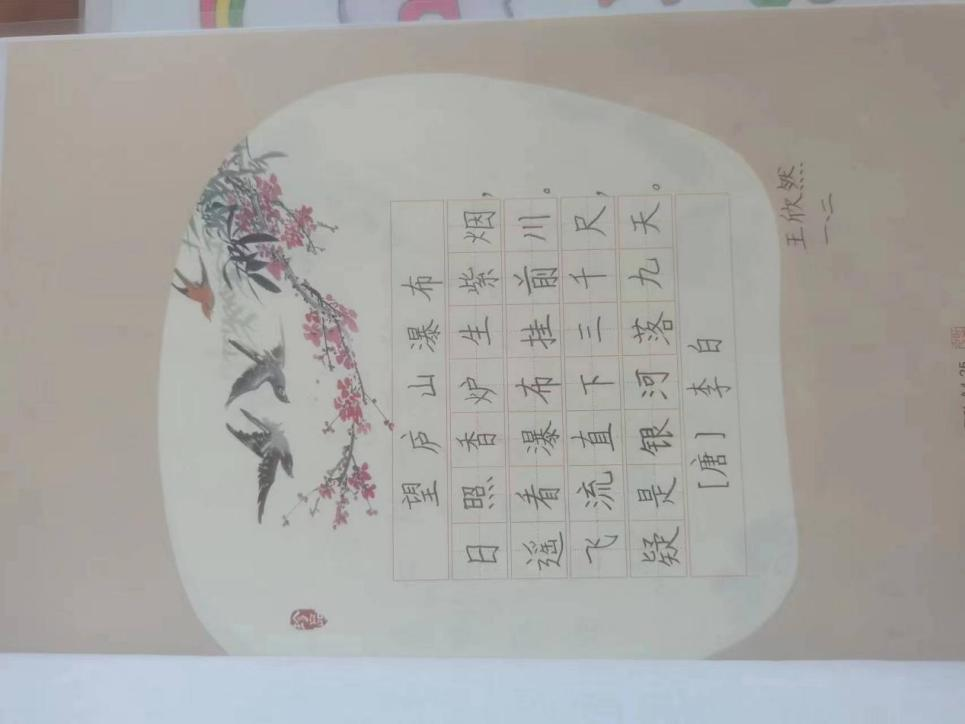 望庐山瀑布
日照香炉生紫烟，
遥看瀑布挂前川。
飞流直下三千尺，
疑是银河落九天。
[唐] 李白
王欣然
一、二